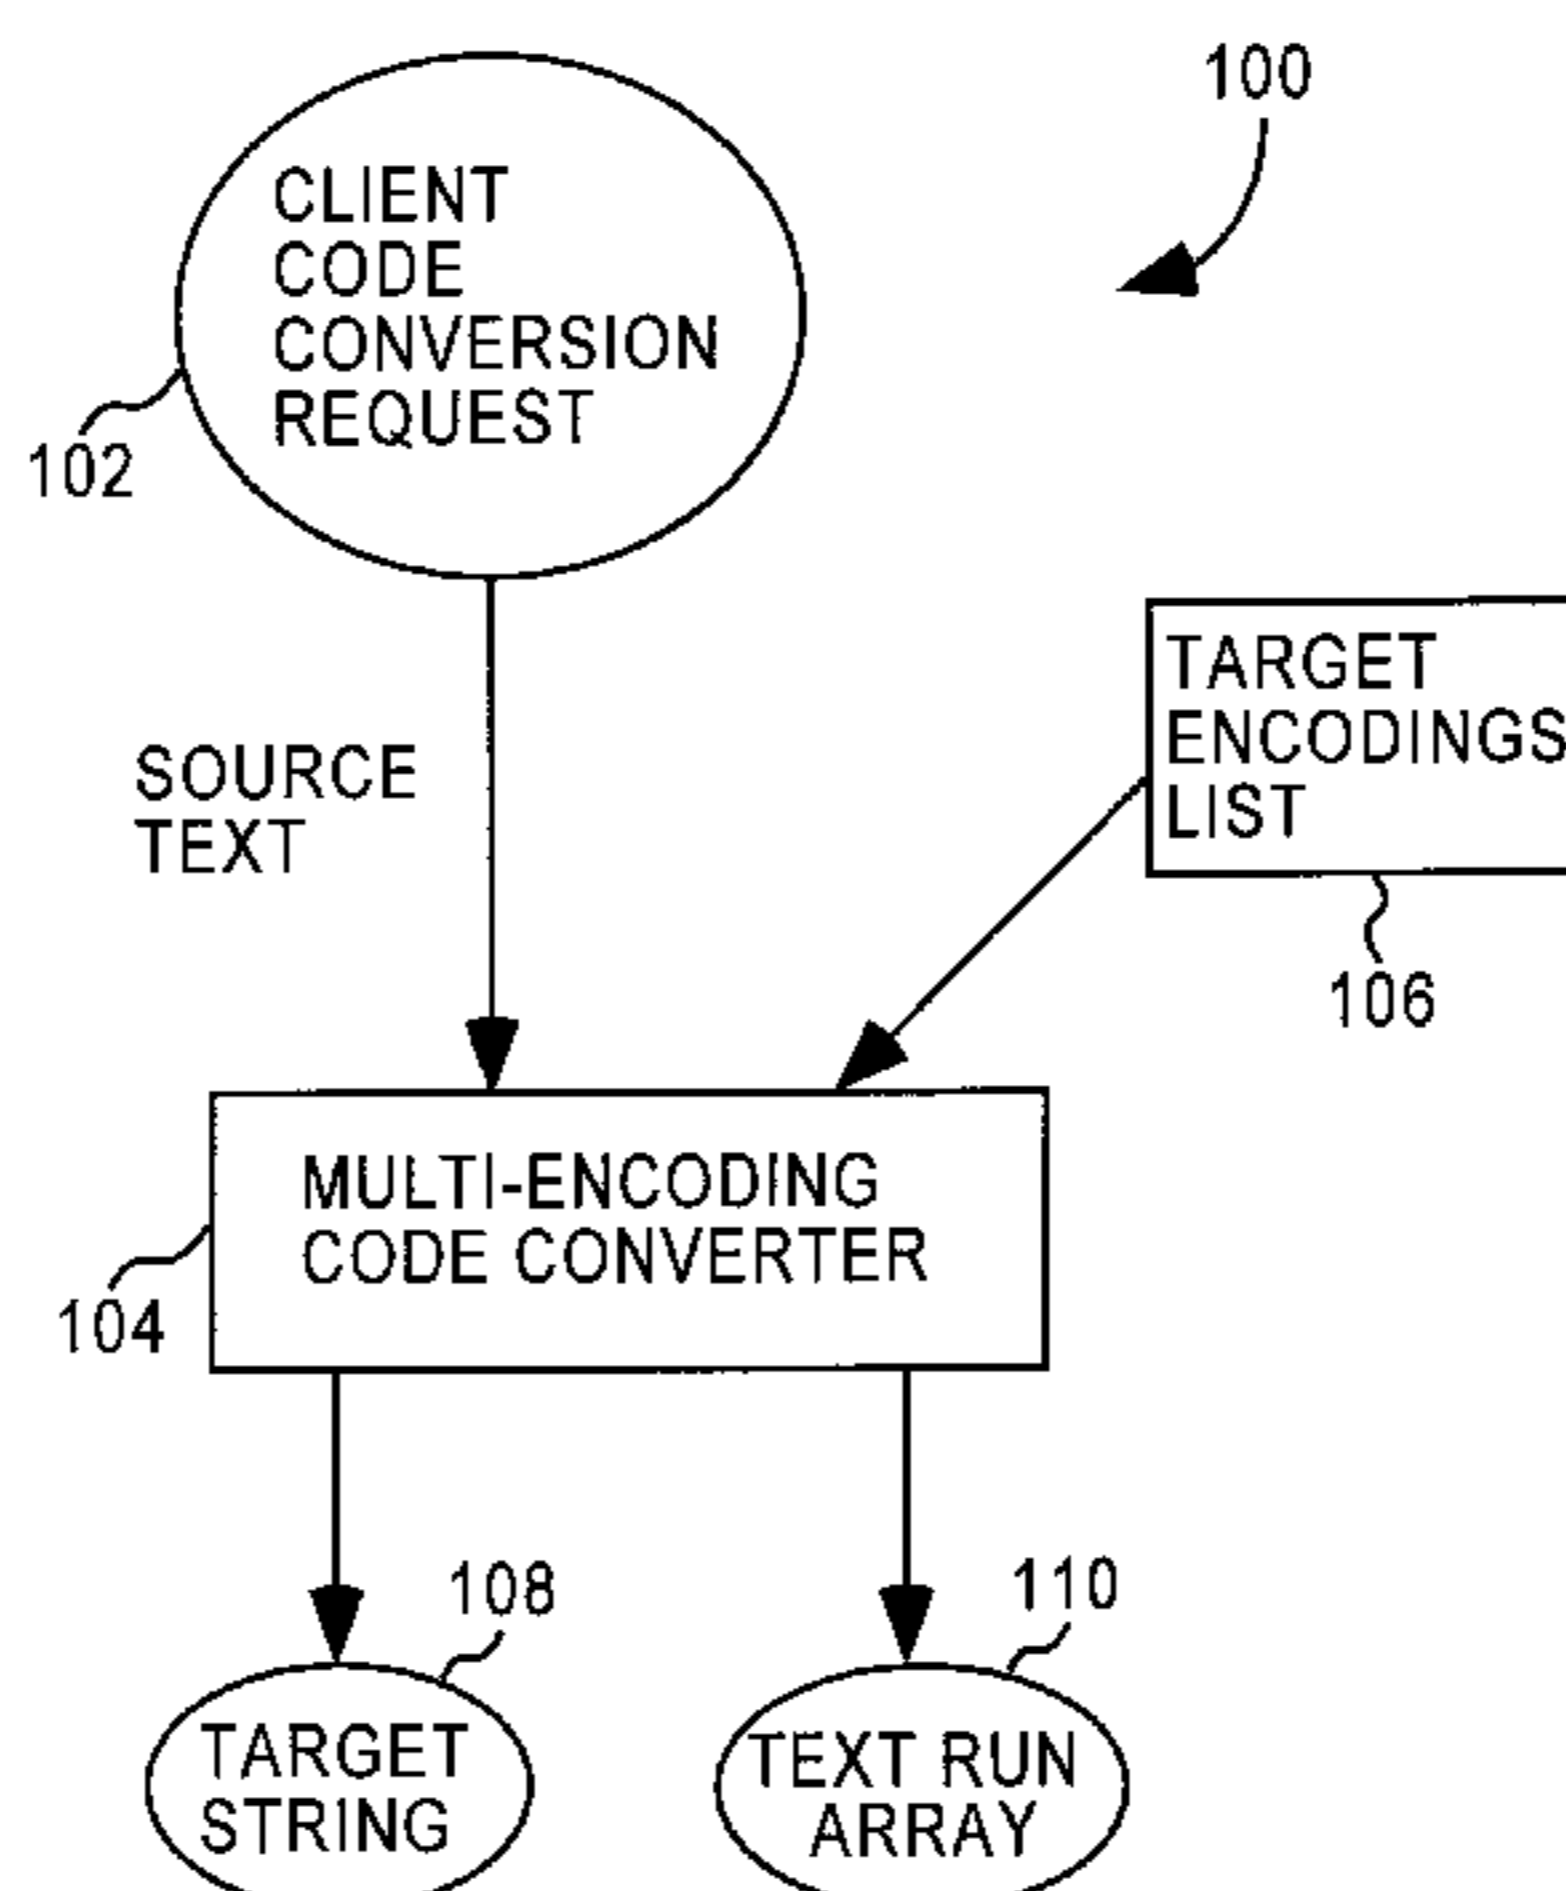 100
CLIENT
CODE
CONVERSION
REQUEST
102
TARGET
ENCODINGS
LIST
106
SOURCE
TEXT
MULTI-ENCODING
CODE CONVERTER
104
108
110
TARGET
STRING
TEXT RUN
ARRAY